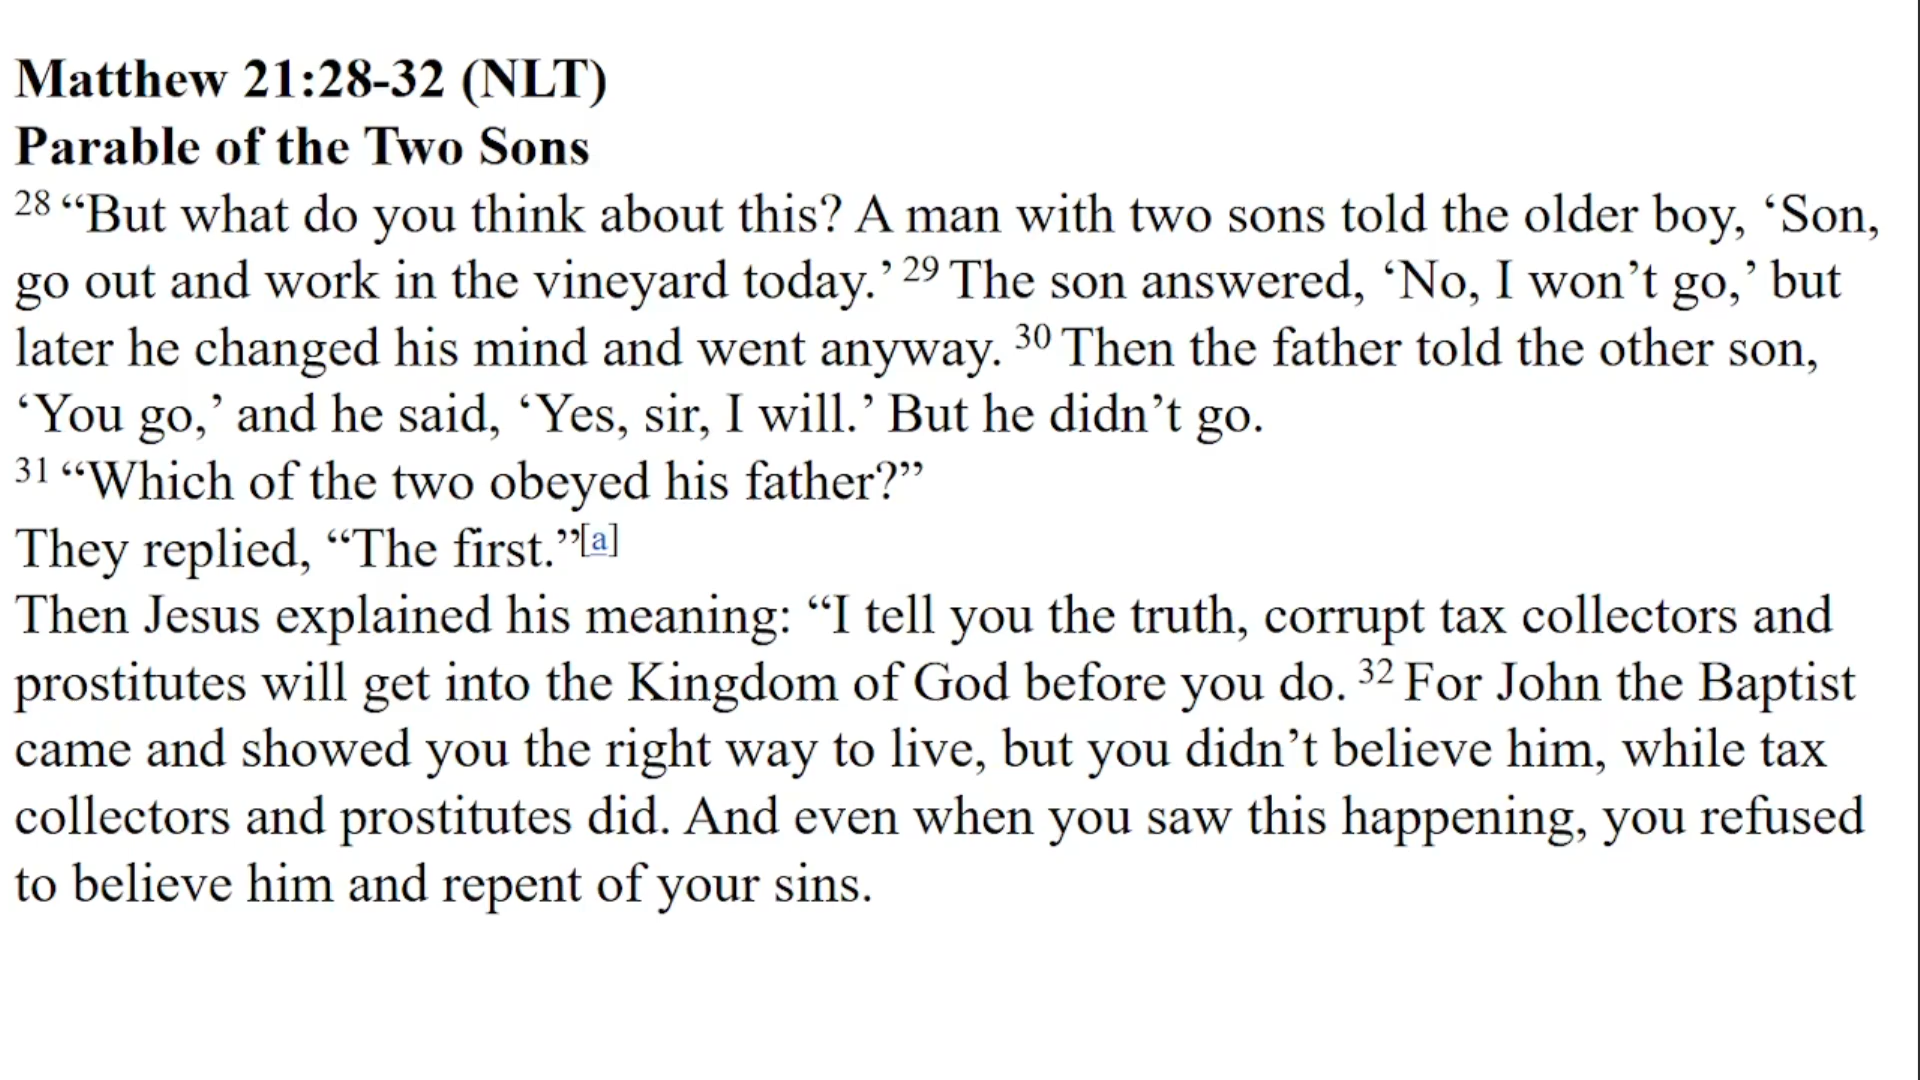 Matthew 21:28-32 (NLT)
Parable of the Two Sons
28 “But what do you think about this? A man with two sons told the older boy, ‘Son,
go out and work in the vineyard today.’ 29 The son answered, ‘No, I won’t go,’ but
later he changed his mind and went anyway. 30 Then the father told the other son,
‘You go,’ and he said, ‘Yes, sir, I will.’ But he didn’t go.
31 “Which of the two obeyed his father?”
They replied, “The first.”[a]
Then Jesus explained his meaning: “I tell you the truth, corrupt tax collectors and
prostitutes will get into the Kingdom of God before you do. 32 For John the Baptist
came and showed you the right way to live, but you didn’t believe him, while tax
collectors and prostitutes did. And even when you saw this happening, you refused
to believe him and repent of your sins.